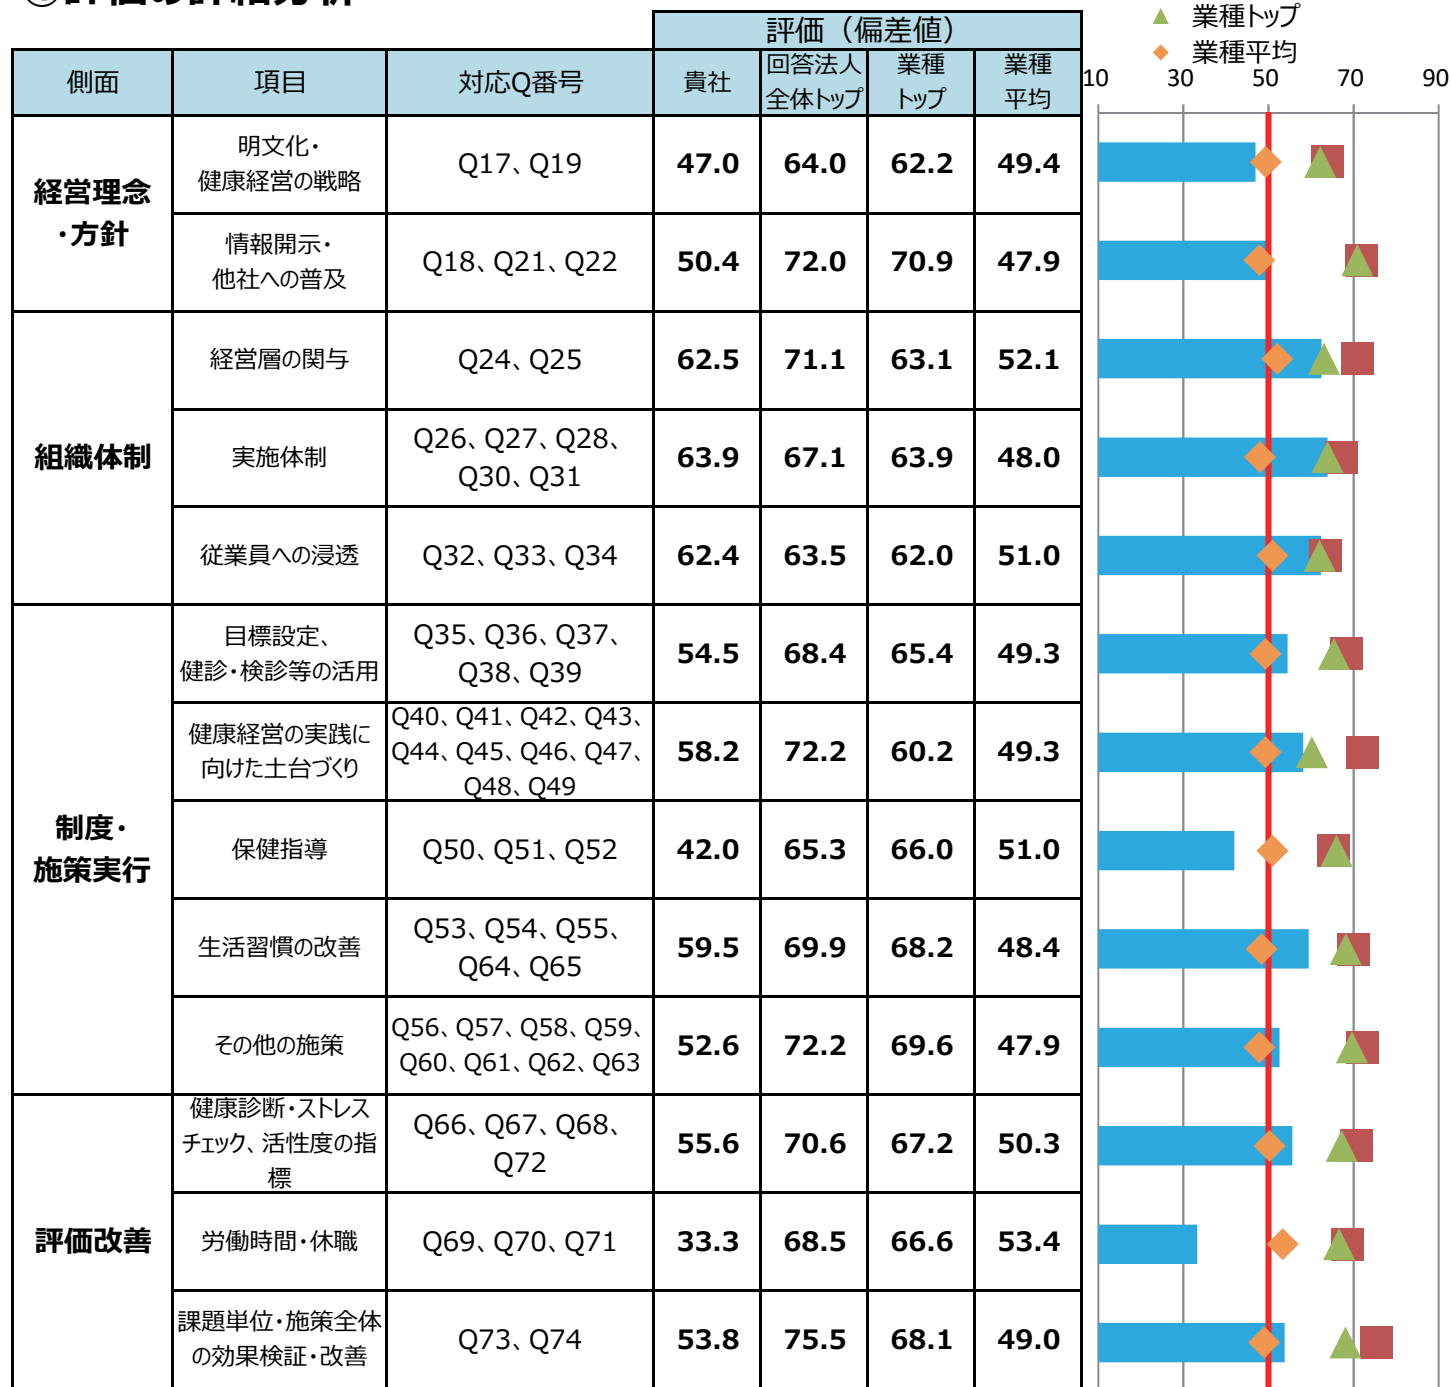 評価（偏差値）
業種トップ
業種平均
側面 項目 対応Q番号 貴社 回答法人 業種 業種
全体トップ トップ 平均
10 30 50 70 90
経営理念
・方針
明文化・
健康経営の戦略
Q17、Q19 47.0 64.0 62.2 49.4
情報開示・
他社への普及
Q18、Q21、Q22 50.4 72.0 70.9 47.9
組織体制
経営層の関与 Q24、Q25 62.5 71.1 63.1 52.1
実施体制
Q26、Q27、Q28、
Q30、Q31
63.9 67.1 63.9 48.0
従業員への浸透 Q32、Q33、Q34 62.4 63.5 62.0 51.0
制度・
施策実行
目標設定、
健診・検診等の活用
Q35、Q36、Q37、
Q38、Q39
54.5 68.4 65.4 49.3
健康経営の実践に
向けた土台づくり
Q40、Q41、Q42、Q43、
Q44、Q45、Q46、Q47、
Q48、Q49
58.2 72.2 60.2 49.3
保健指導 Q50、Q51、Q52 42.0 65.3 66.0 51.0
生活習慣の改善
Q53、Q54、Q55、
Q64、Q65
59.5 69.9 68.2 48.4
その他の施策
Q56、Q57、Q58、Q59、
Q60、Q61、Q62、Q63
52.6 72.2 69.6 47.9
評価改善
健康診断・ストレス
チェック、活性度の指
標
Q66、Q67、Q68、
Q72
55.6 70.6 67.2 50.3
労働時間・休職 Q69、Q70、Q71 33.3 68.5 66.6 53.4
課題単位・施策全体
の効果検証・改善
Q73、Q74 53.8 75.5 68.1 49.0